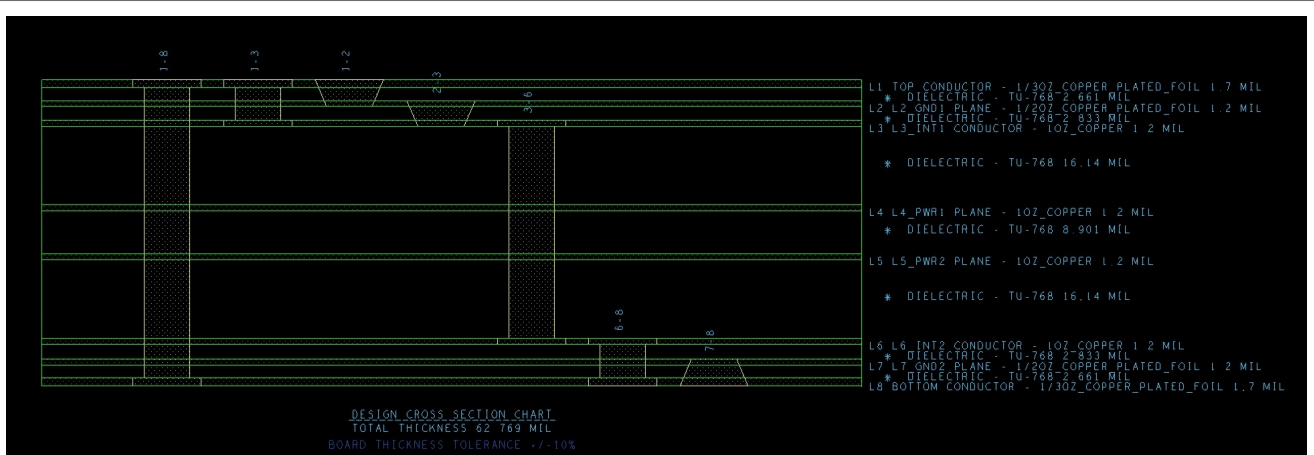 1-8
1-3
1-2
2-3
3-6
6-8
7-8
L1 TOP CONDUCTOR - 1/3OZ_COPPER_PLATED_FOIL 1.7 MIL
* DIELECTRIC - TU-768 2.661 MIL
L2 L2_GND1 PLANE - 1/2OZ_COPPER_PLATED_FOIL 1.2 MIL
* DIELECTRIC - TU-768 2 833 MIL
L3 L3_INT1 CONDUCTOR - 1OZ_COPPER 1 2 MIL
* DIELECTRIC - TU-768 16.14 MIL
L4 L4_PWR1 PLANE - 1OZ_COPPER 1 2 MIL
* DIELECTRIC - TU-768 8.901 MIL
L5 L5_PWR2 PLANE - 1OZ_COPPER 1.2 MIL
* DIELECTRIC - TU-768 16.14 MIL
L6 L6_INT2 CONDUCTOR - 1OZ_COPPER 1 2 MIL
* DIELECTRIC - TU-768 2 833 MIL
L7 L7_GND2 PLANE - 1/2OZ_COPPER_PLATED_FOIL 1 2 MIL
* DIELECTRIC - TU-768 2 661 MIL
L8 BOTTOM CONDUCTOR - 1/3OZ_COPPER_PLATED_FOIL 1.7 MIL
DESIGN CROSS SECTION CHART
TOTAL THICKNESS 62 769 MIL
BOARD THICKNESS TOLERANCE +/-10%